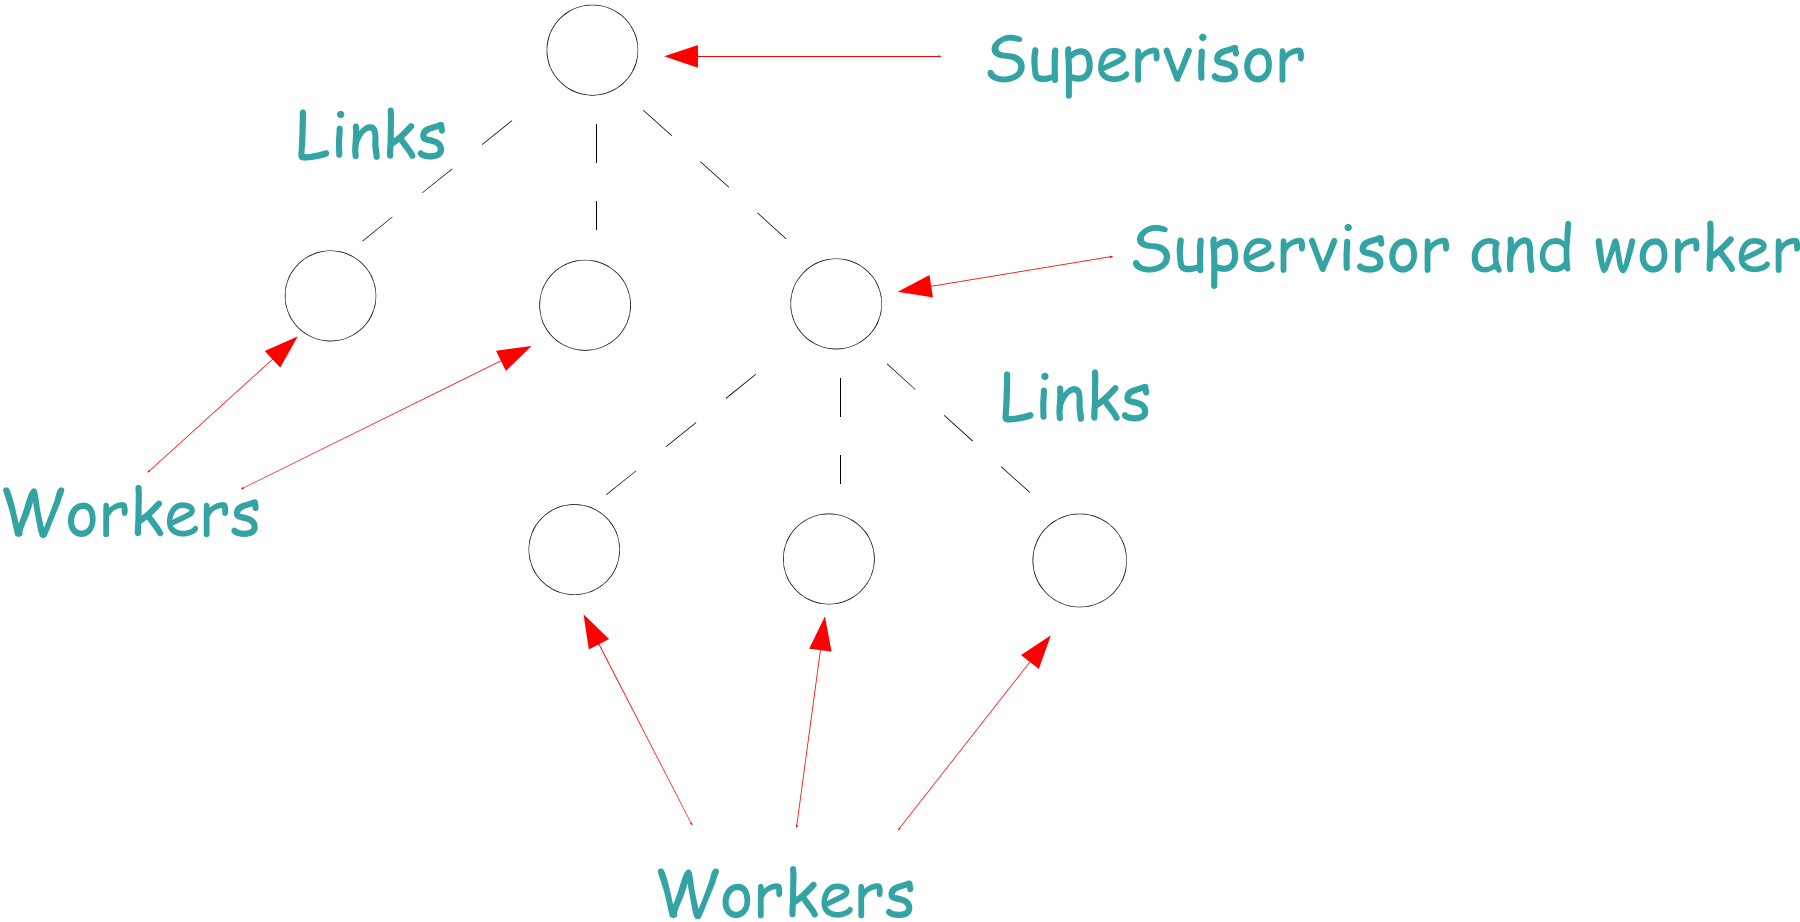 Supervisor
Links
Supervisor and worker
Links
Workers
Workers